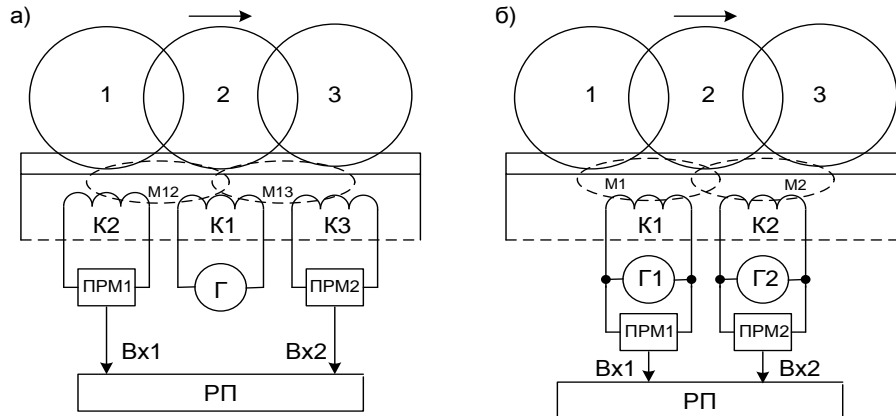 а)
1
2
3
М12
М13
К2
К1
К3
ПРМ1
Г
ПРМ2
Вх1
Вх2
РП
б)
1
2
3
М1
М2
К1
К2
Г1
Г2
ПРМ1
ПРМ2
Вх1
Вх2
РП